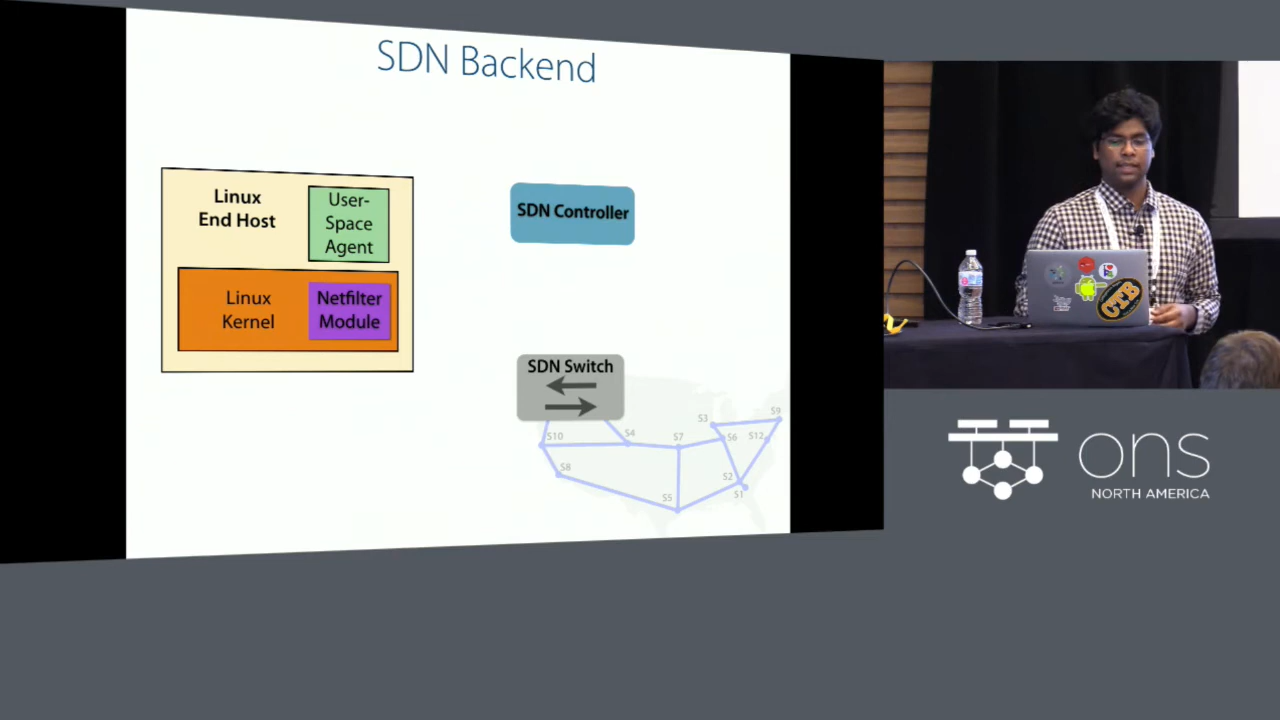 SDN Backend
Linux
End Host
User-
Space
Agent
Linux
Kernel
Netfilter
Module
SDN Controller
SDN Switch
S10
S4
S7
S3
S6
S9
S12
S8
S5
S2
S1
CTB
ons
NORTH AMERICA